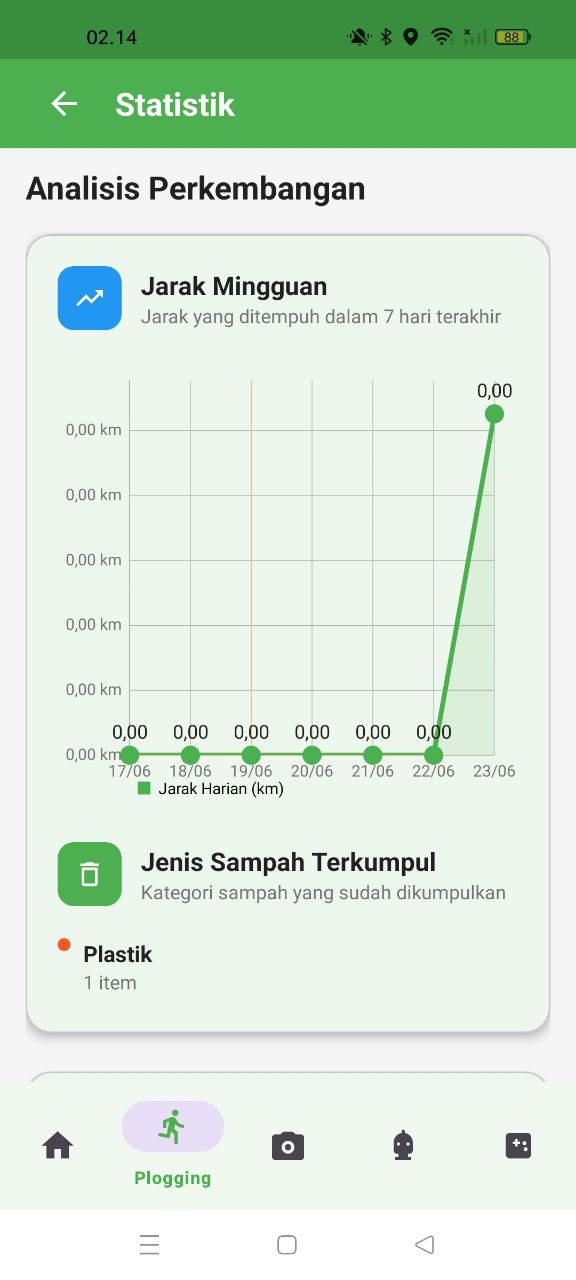 02.14
88
Statistik
Analisis Perkembangan
Jarak Mingguan
Jarak yang ditempuh dalam 7 hari terakhir
0,00
0,00 km
0,00 km
0,00 km
0,00 km
0,00 km
0,00 0,00 0,00 0,00 0,00 0,00
0,00 km
17/06 18/06 19/06 20/06 21/06 22/06 23/06
Jarak Harian (km)
Jenis Sampah Terkumpul
Kategori sampah yang sudah dikumpulkan
Plastik
1 item
Plogging